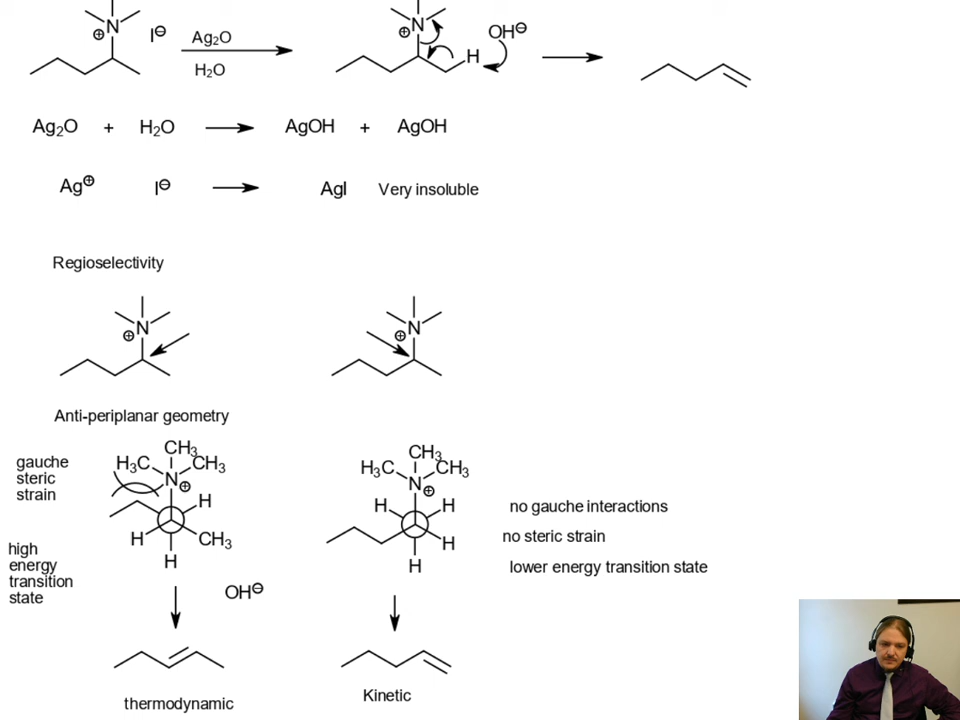 N
⊕
I⊖
Ag2O
H2O
N
⊕
H
OH⊖
Ag2O + H2O AgOH + AgOH
Ag⊕ I⊖ AgI Very insoluble
Regioselectivity
N
⊕
N
⊕
Anti-periplanar geometry
gauche
steric
strain
CH3
H3C CH3
N
⊕
H
H
CH3
H
CH3
H3C CH3
N
⊕
H H
H
H
no gauche interactions
no steric strain
lower energy transition state
high
energy
transition
state
OH⊖
thermodynamic
Kinetic